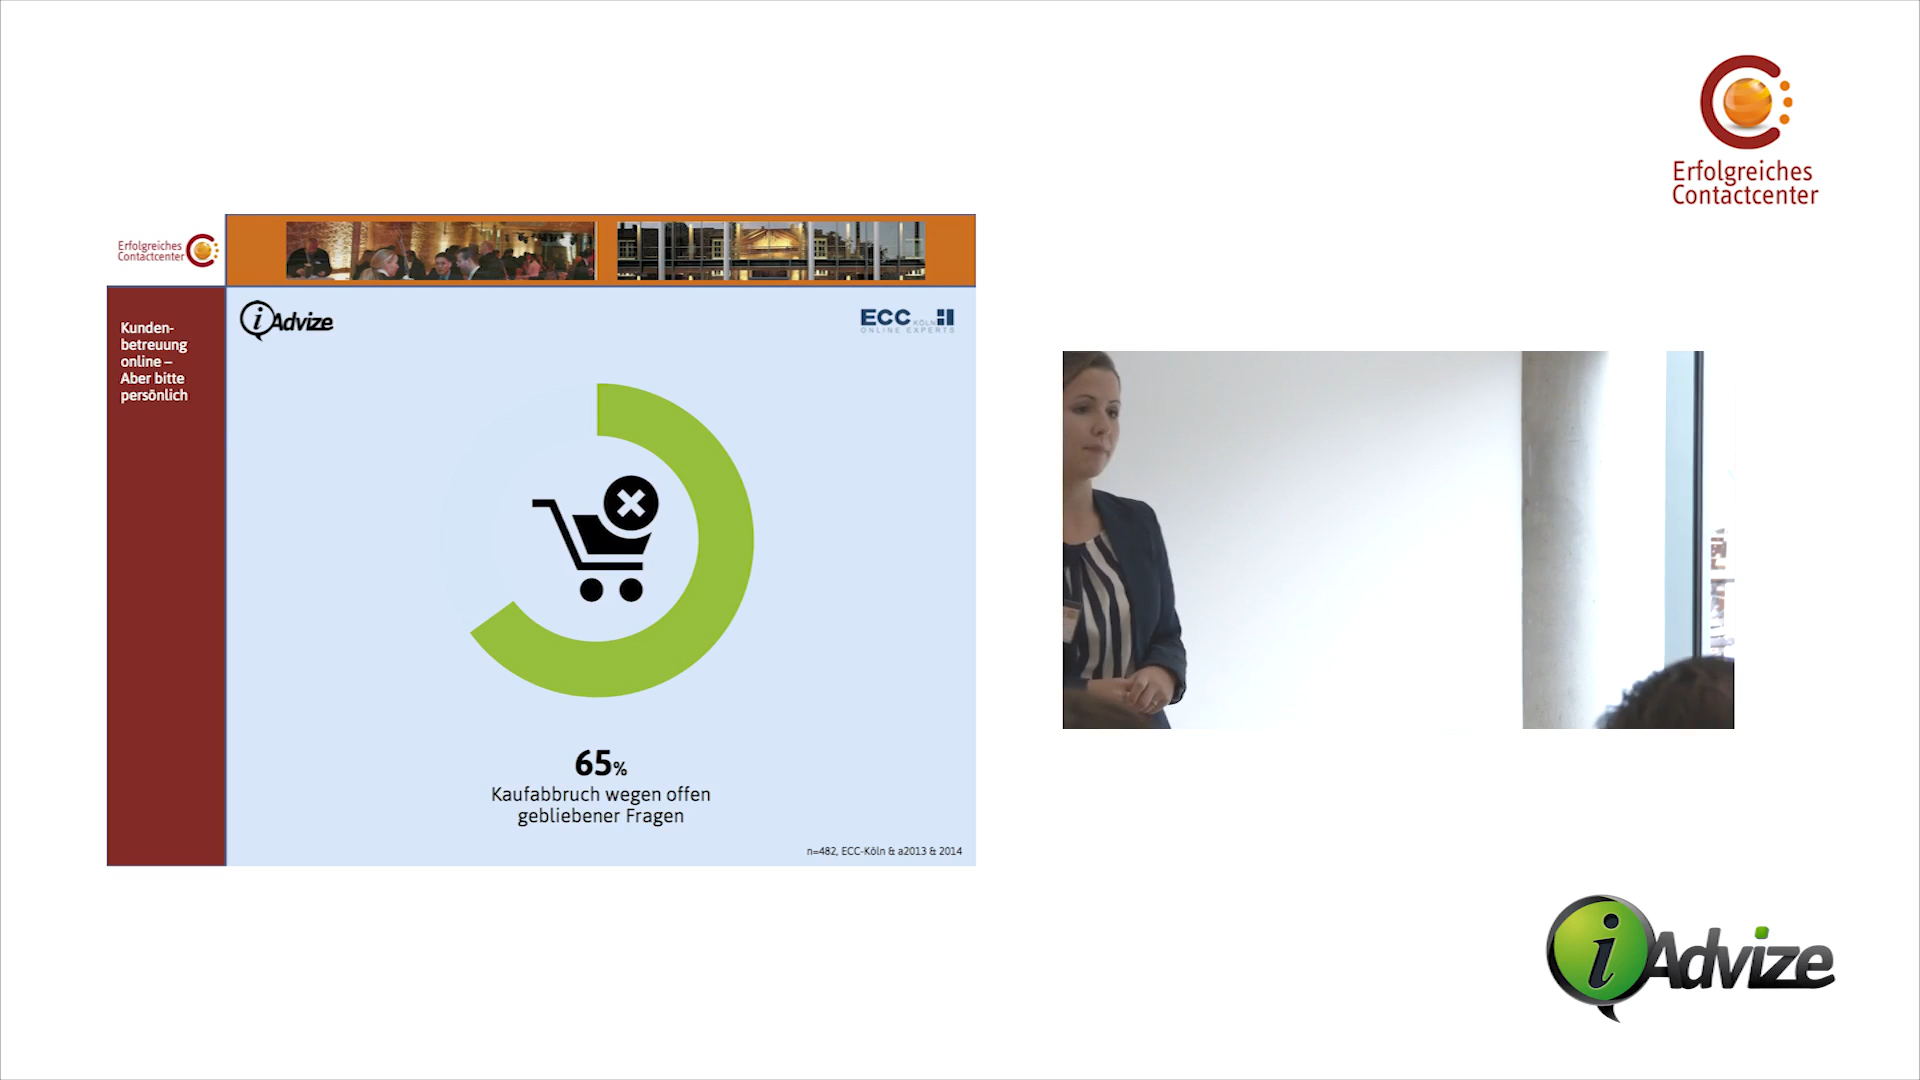 Erfolgreiches
Contactcenter
Erfolgreiches
Contactcenter
Kunden-
betreuung
online –
Aber bitte
persönlich
iAdvize
ECC KÖLN
ONLINE EXPERTS
65%
Kaufabbruch wegen offen
gebliebener Fragen
n=482, ECC-Köln & a2013 & 2014
iAdvize